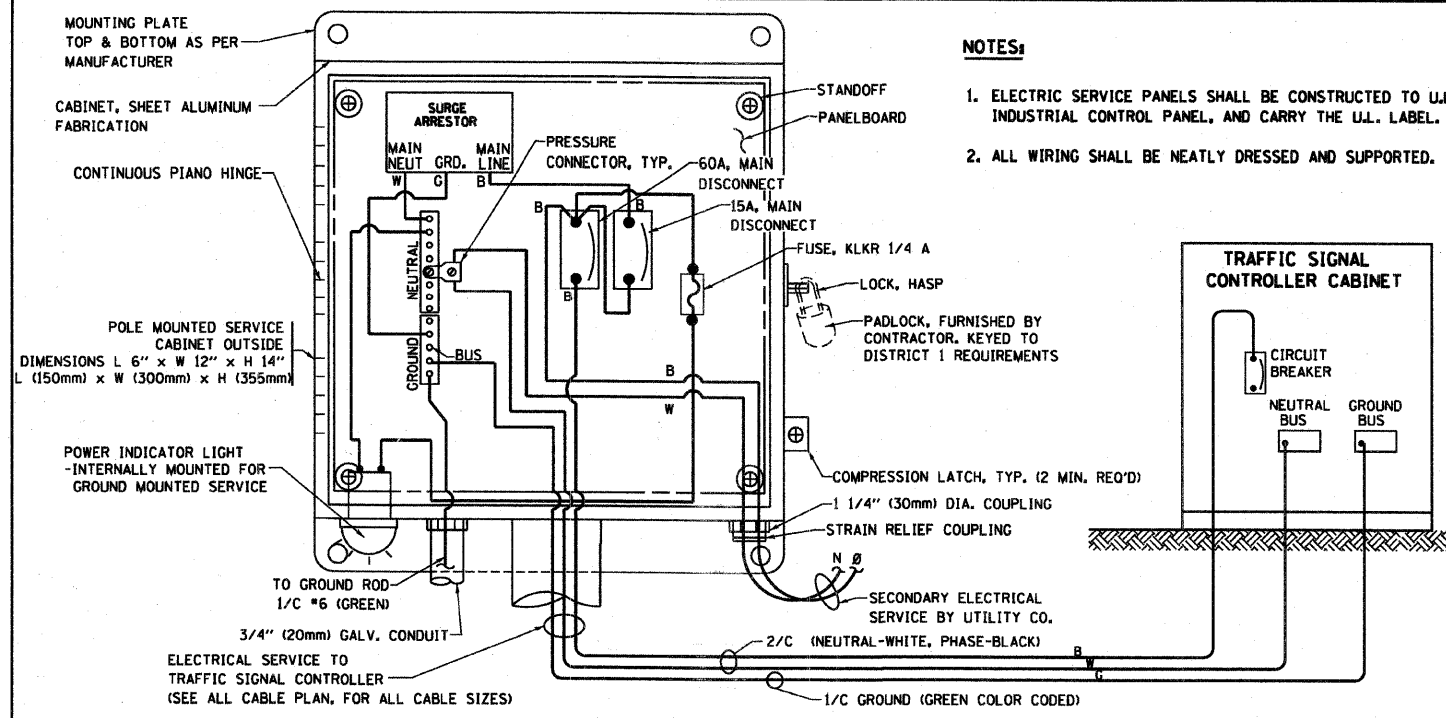 MOUNTING PLATE
TOP & BOTTOM AS PER
MANUFACTURER
CABINET, SHEET ALUMINUM
FABRICATION
CONTINUOUS PIANO HINGE
POLE MOUNTED SERVICE
CABINET OUTSIDE
DIMENSIONS L 6" x W 12" x H 14"
L (150mm) x W (300mm) x H (355mm)
POWER INDICATOR LIGHT
-INTERNALLY MOUNTED FOR
GROUND MOUNTED SERVICE
SURGE
ARRESTOR
MAIN
NEUT
GRD.
MAIN
LINE
W
G
B
PRESSURE
CONNECTOR, TYP.
STANDOFF
PANELBOARD
60A, MAIN
DISCONNECT
15A, MAIN
DISCONNECT
FUSE, KLKR 1/4 A
B
B
B
NEUTRAL
GROUND
BUS
LOCK, HASP
PADLOCK, FURNISHED BY
CONTRACTOR. KEYED TO
DISTRICT 1 REQUIREMENTS
B
W
COMPRESSION LATCH, TYP. (2 MIN. REQ'D)
1 1/4" (30mm) DIA. COUPLING
STRAIN RELIEF COUPLING
N Ø
SECONDARY ELECTRICAL
SERVICE BY UTILITY CO.
TO GROUND ROD
1/C #6 (GREEN)
3/4" (20mm) GALV. CONDUIT
ELECTRICAL SERVICE TO
TRAFFIC SIGNAL CONTROLLER
(SEE ALL CABLE PLAN, FOR ALL CABLE SIZES)
2/C (NEUTRAL-WHITE, PHASE-BLACK)
B
W
G
1/C GROUND (GREEN COLOR CODED)
NOTES:
1. ELECTRIC SERVICE PANELS SHALL BE CONSTRUCTED TO U.
INDUSTRIAL CONTROL PANEL, AND CARRY THE U.L. LABEL.
2. ALL WIRING SHALL BE NEATLY DRESSED AND SUPPORTED.
TRAFFIC SIGNAL
CONTROLLER CABINET
CIRCUIT
BREAKER
NEUTRAL
BUS
GROUND
BUS